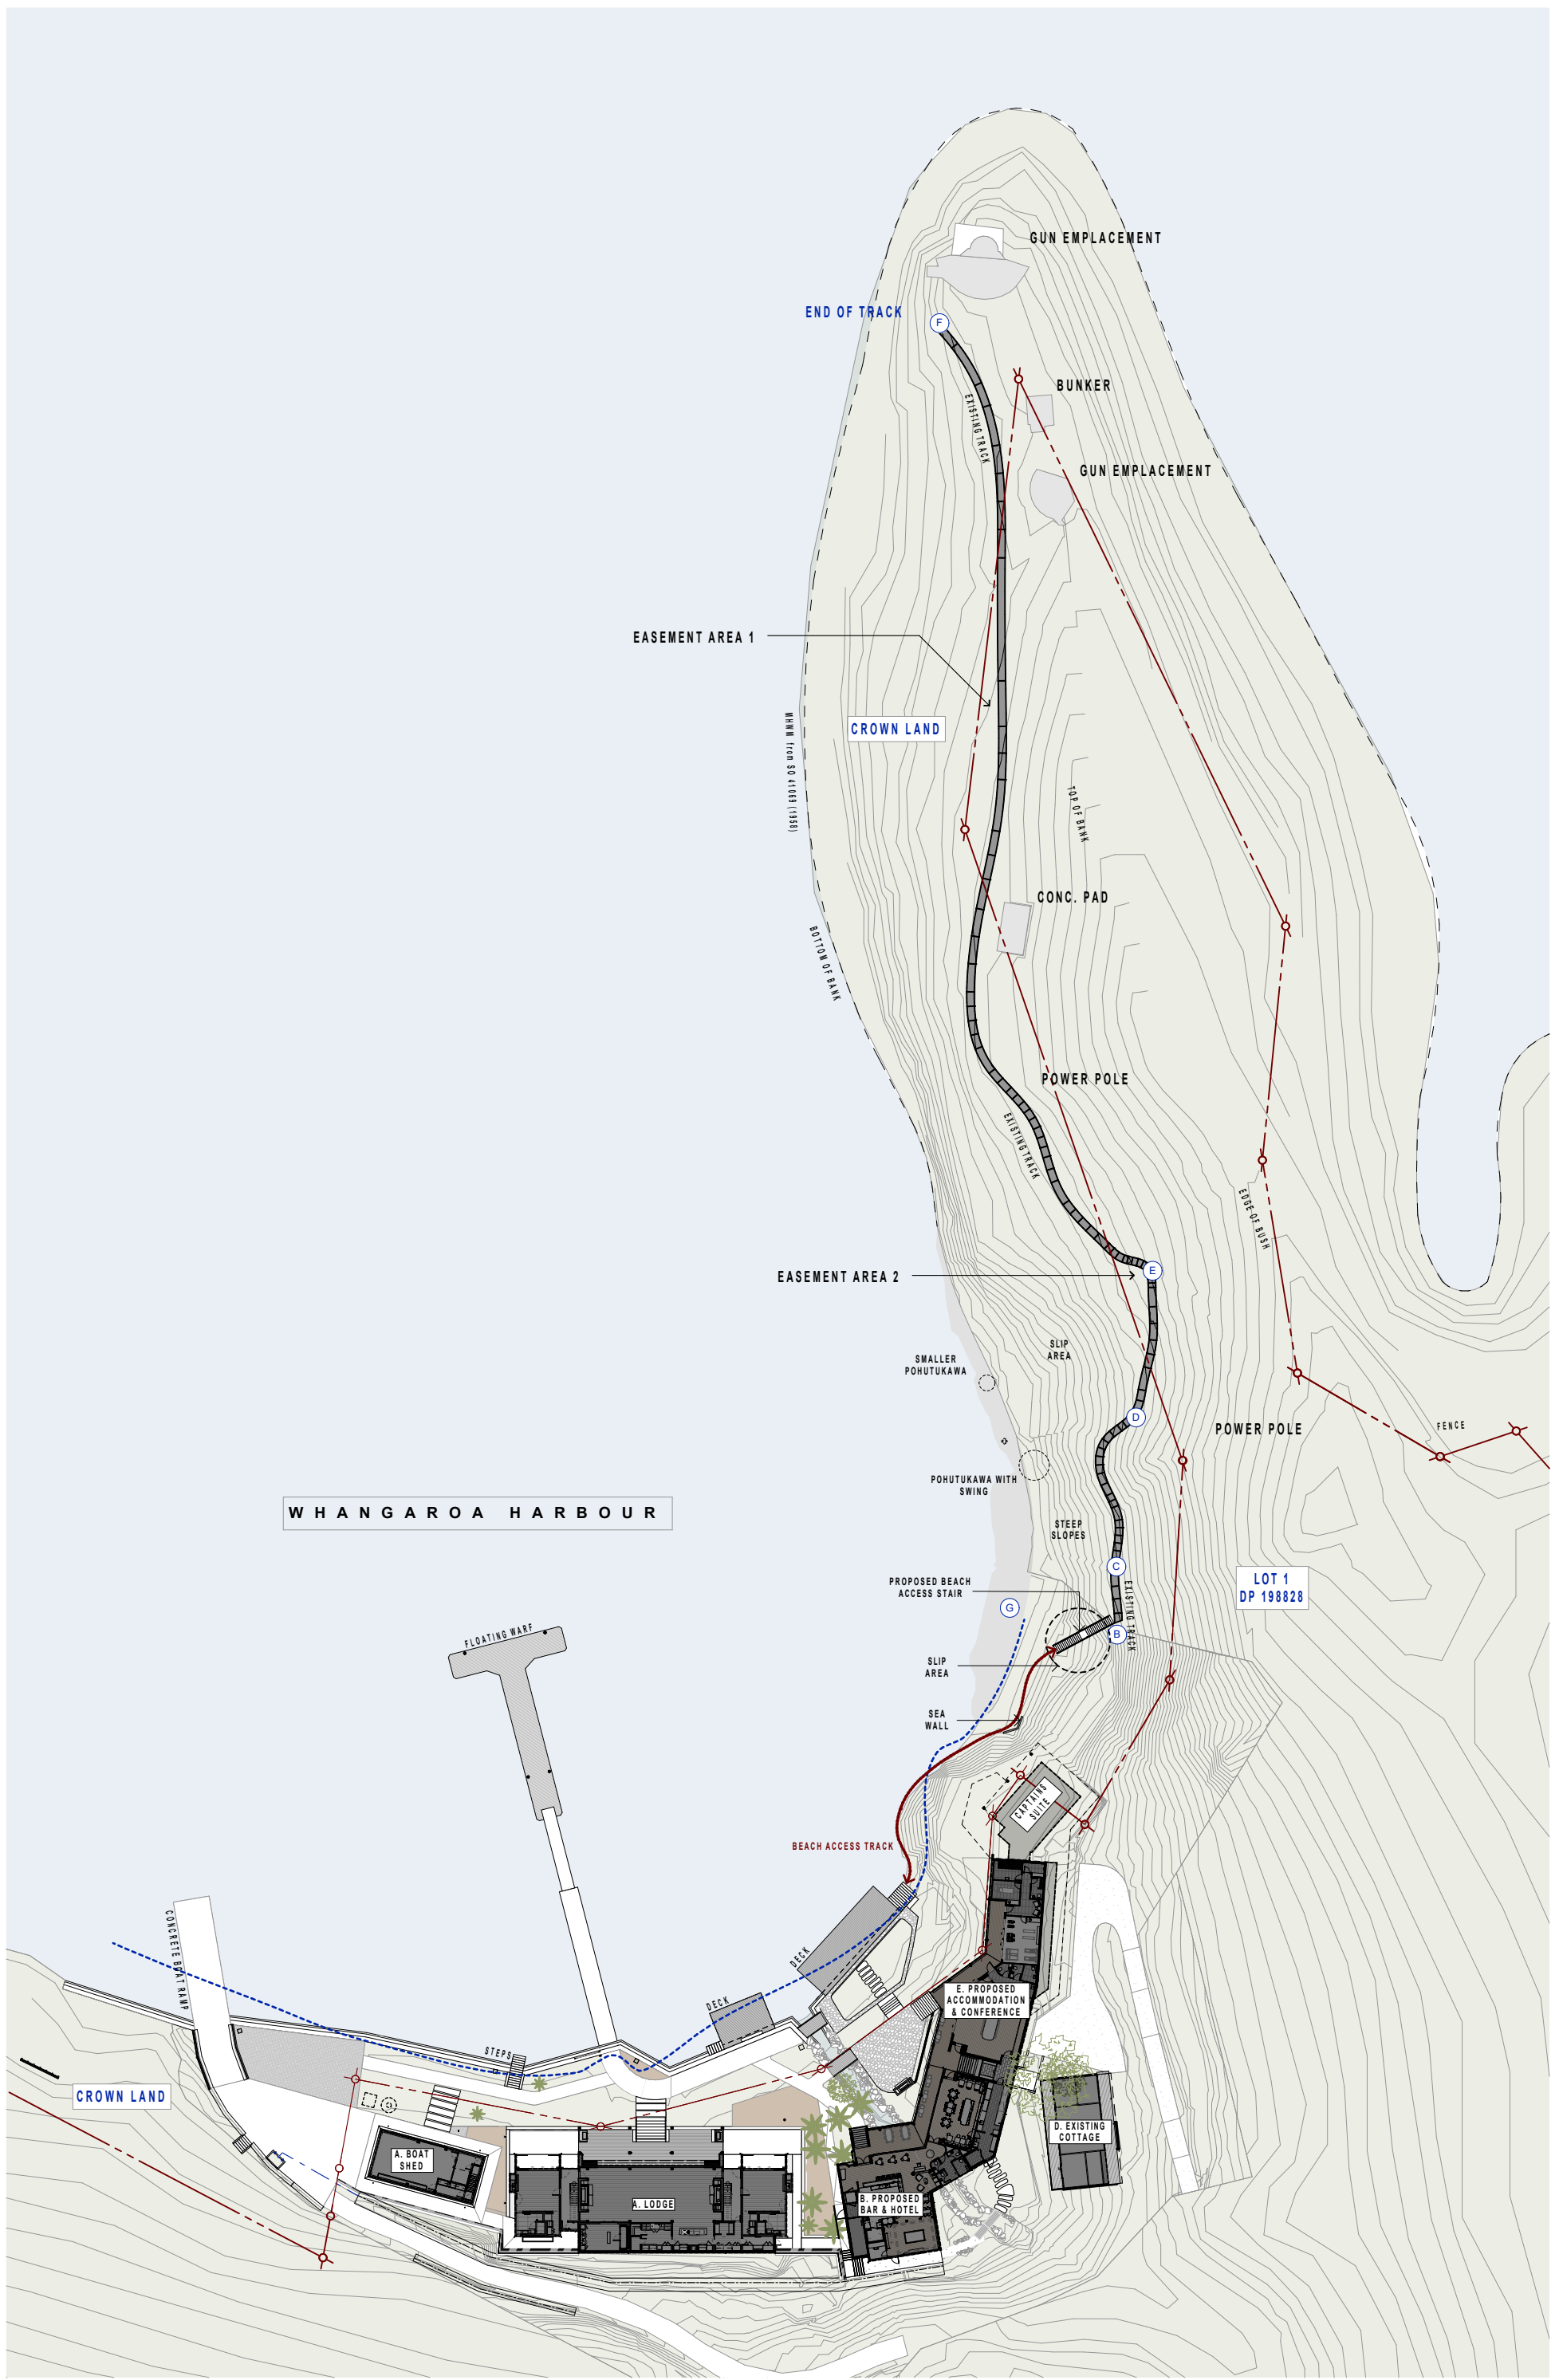 GUN EMPLACEMENT
END OF TRACK
F
BUNKER
EXISTING TRACK
GUN EMPLACEMENT
EASEMENT AREA 1
CROWN LAND
MHWM from SO 41069 (1958)
TOP OF BANK
CONC. PAD
BOTTOM OF BANK
POWER POLE
EXISTING TRACK
EDGE OF BUSH
E
EASEMENT AREA 2
SLIP
AREA
SMALLER
POHUTUKAWA
D
POWER POLE
FENCE
POHUTUKAWA WITH
SWING
WHANGAROA HARBOUR
STEEP
SLOPES
C
PROPOSED BEACH
ACCESS STAIR
LOT 1
DP 198828
G
EXISTING TRACK
B
FLOATING WARF
SLIP
AREA
SEA
WALL
CAPTAINS
SUITE
BEACH ACCESS TRACK
CONCRETE BOAT RAMP
DECK
DECK
E. PROPOSED
ACCOMMODATION
& CONFERENCE
STEPS
CROWN LAND
D. EXISTING
COTTAGE
A. BOAT
SHED
A. LODGE
B. PROPOSED
BAR & HOTEL